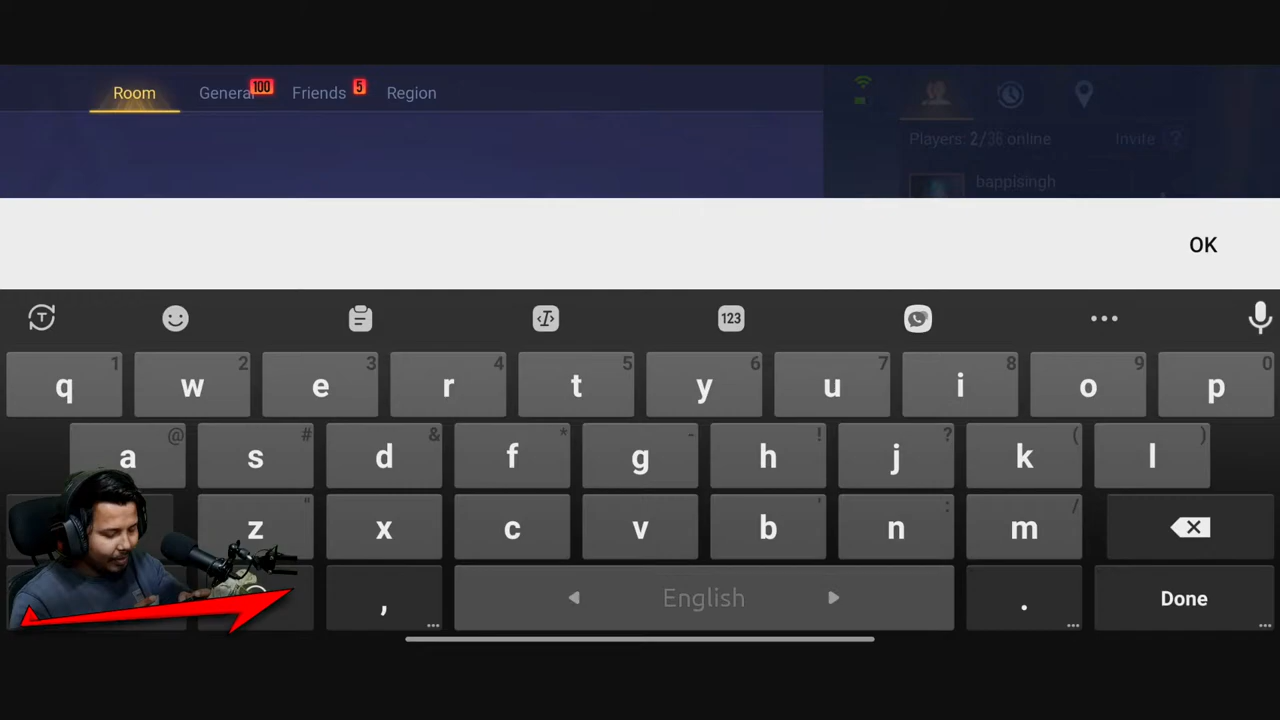 Room General 100 Friends 5 Region
Players: 2/38 online Invite ?
bappisingh
OK
T 123
1 2 3 4 5 6 7 8 9 0
q w e r t y u i o p
@ # & * - ! ? ( )
a s d f g h j k l
" ' : /
z x c v b n m
, English . Done